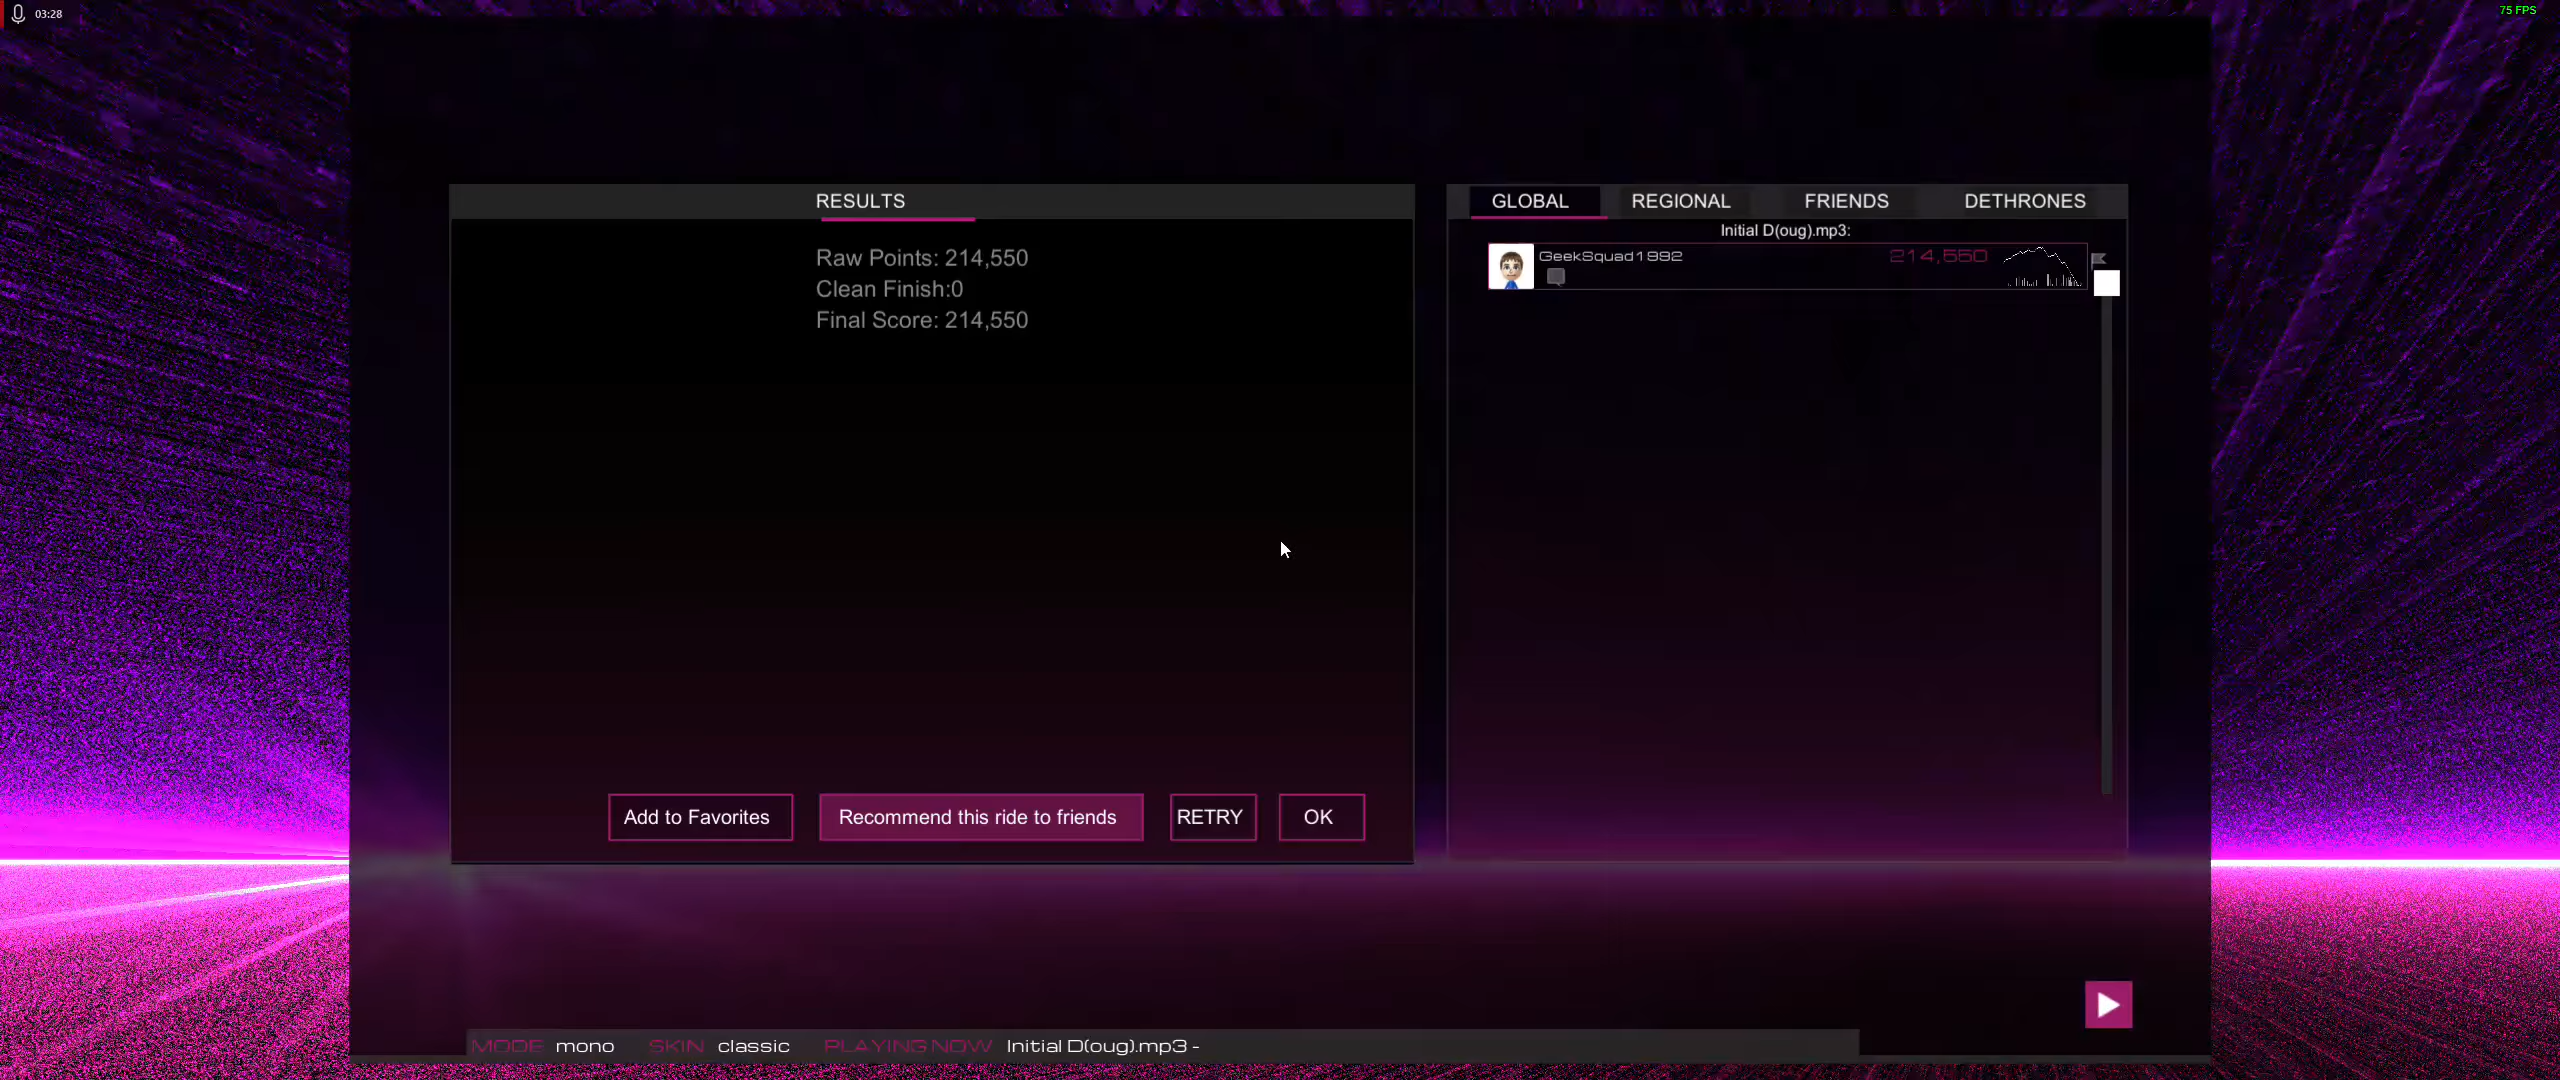 03:28
75 FPS
RESULTS
Raw Points: 214,550
Clean Finish:0
Final Score: 214,550
Add to Favorites
Recommend this ride to friends
RETRY
OK
GLOBAL REGIONAL FRIENDS DETHRONES
Initial D(oug).mp3:
GeekSquad1992 214,550
MODE mono SKIN classic PLAYING NOW Initial D(oug).mp3 -